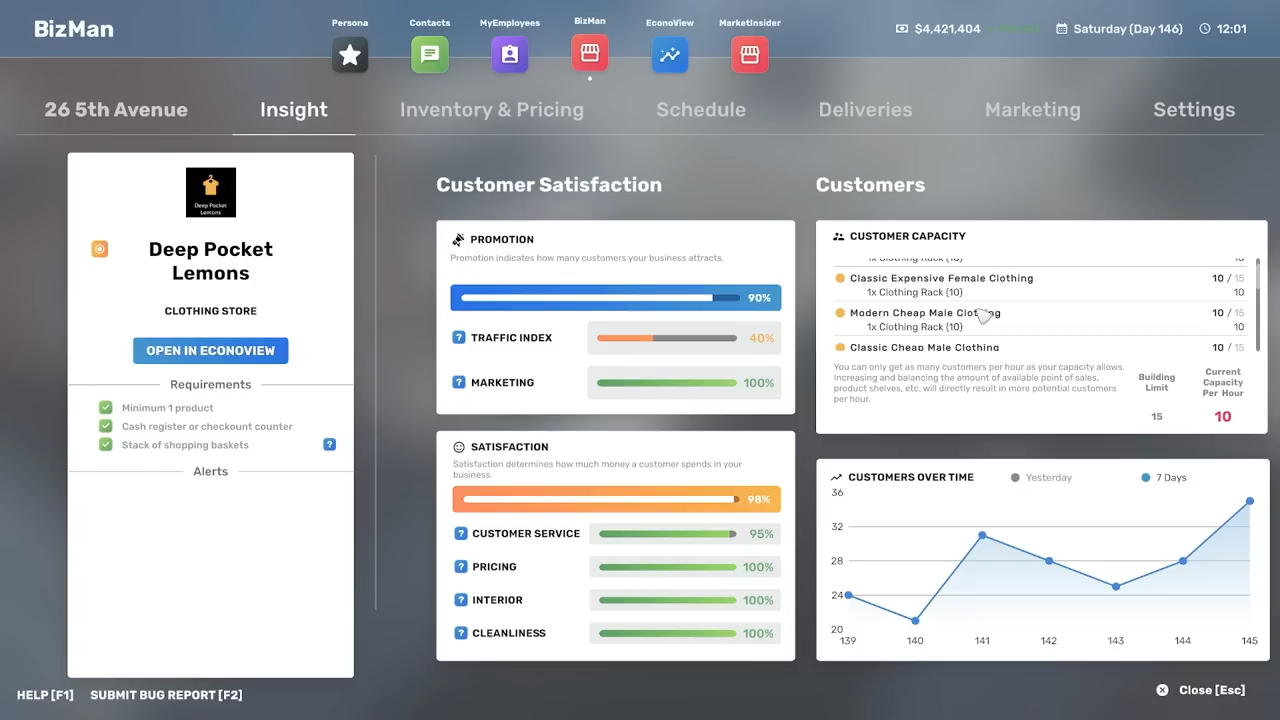 BizMan
Persona
Contacts
MyEmployees
BizMan
EconoView
MarketInsider
$4,421,404
Saturday (Day 146)
12:01
26 5th Avenue
Insight
Inventory & Pricing
Schedule
Deliveries
Marketing
Settings
Deep Pocket
Lemons
Deep Pocket
Lemons
CLOTHING STORE
OPEN IN ECONOVIEW
Requirements
Minimum 1 product
Cash register or checkount counter
Stack of shopping baskets
?
Alerts
Customer Satisfaction
PROMOTION
Promotion indicates how many customers your business attracts.
90%
? TRAFFIC INDEX 40%
? MARKETING 100%
SATISFACTION
Satisfaction determines how much money a customer spends in your
business.
98%
? CUSTOMER SERVICE 95%
? PRICING 100%
? INTERIOR 100%
? CLEANLINESS 100%
Customers
CUSTOMER CAPACITY
1x Clothing Rack (10) 10
Classic Expensive Female Clothing 10 / 15
1x Clothing Rack (10) 10
Modern Cheap Male Clothing 10 / 15
1x Clothing Rack (10) 10
Classic Cheap Male Clothing 10 / 15
You can only get as many customers per hour as your capacity allows.
Increasing and balancing the amount of available point of sales,
product shelves, etc. will directly result in more potential customers
per hour.
Building
Limit
15
Current
Capacity
Per Hour
10
CUSTOMERS OVER TIME
Yesterday
7 Days
36
32
28
24
20
139 140 141 142 143 144 145
HELP [F1]
SUBMIT BUG REPORT [F2]
Close [Esc]